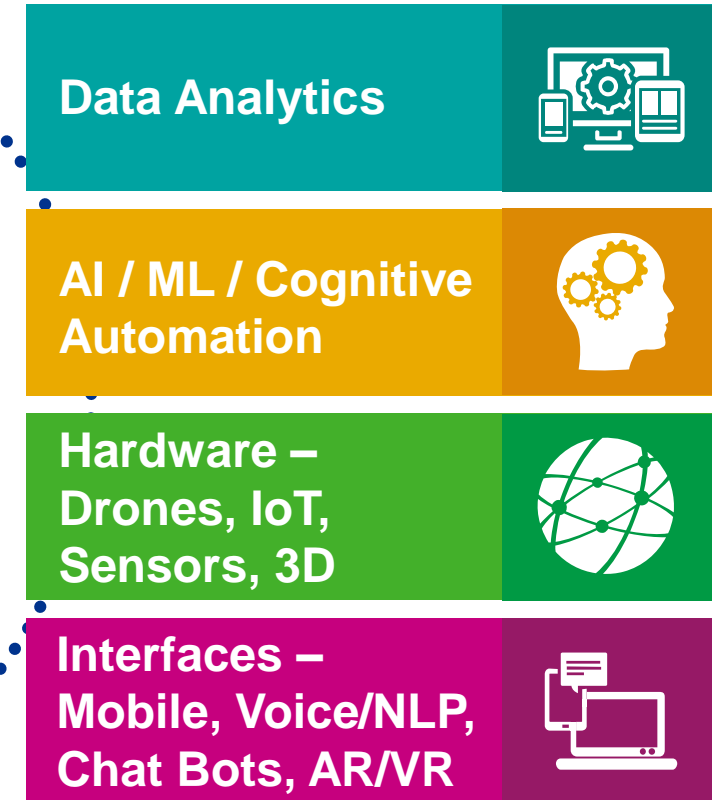 Data Analytics
AI / ML / Cognitive
Automation
Hardware –
Drones, IoT,
Sensors, 3D
Interfaces –
Mobile, Voice/NLP,
Chat Bots, AR/VR